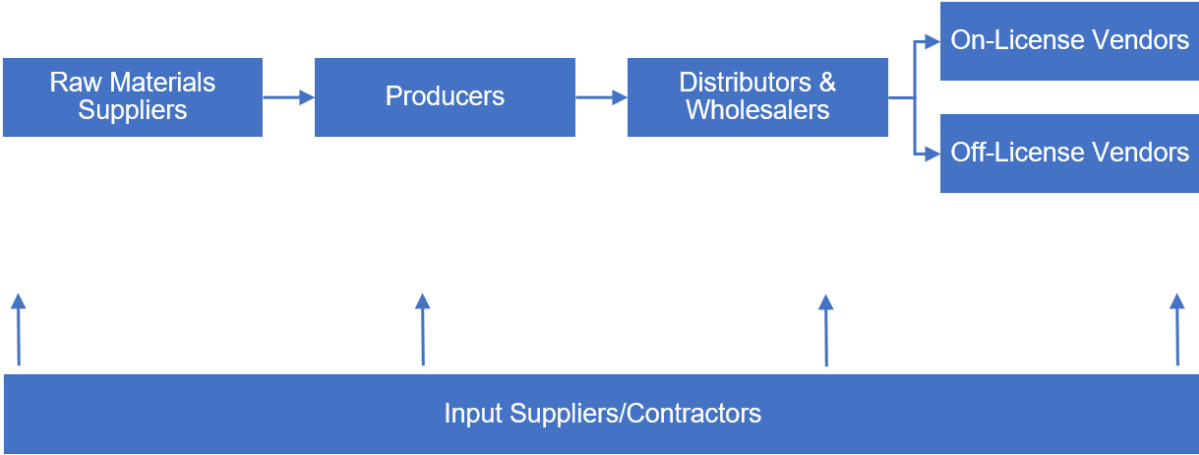 Raw Materials
Suppliers
Producers
Distributors &
Wholesalers
On-License Vendors
Off-License Vendors
Input Suppliers/Contractors